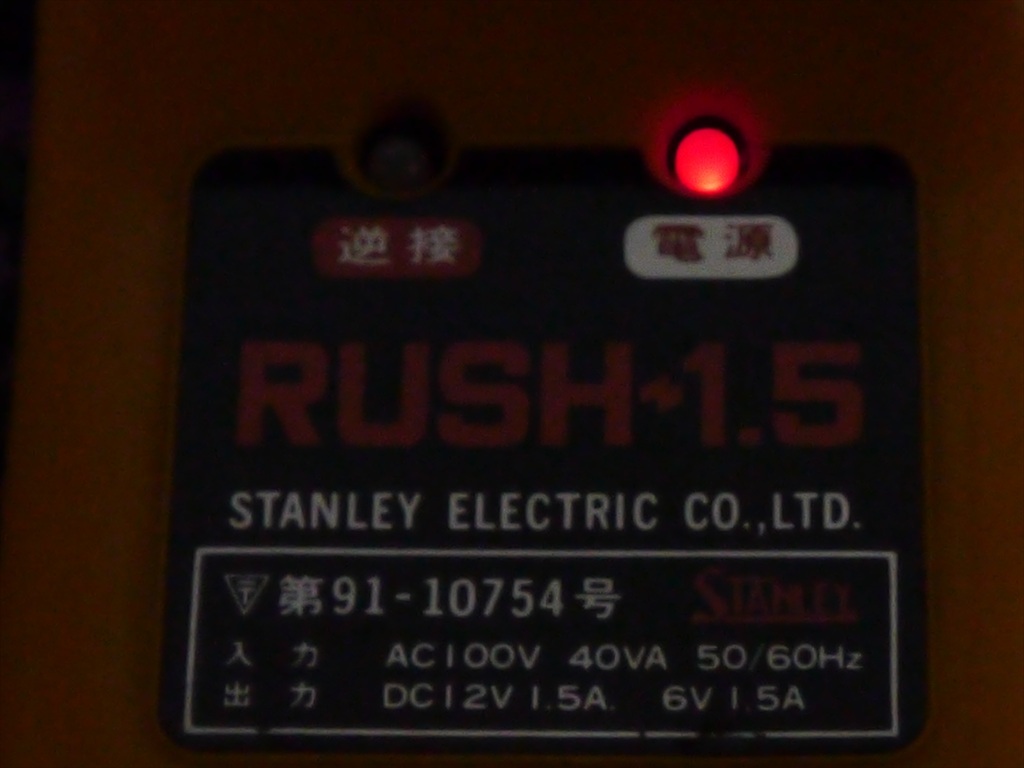 逆接 電源
RUSH 1.5
STANLEY ELECTRIC CO.,LTD.
〒 第91-10754号 STANLEY
入力 AC100V 40VA 50/60Hz
出力 DC12V 1.5A. 6V 1.5A